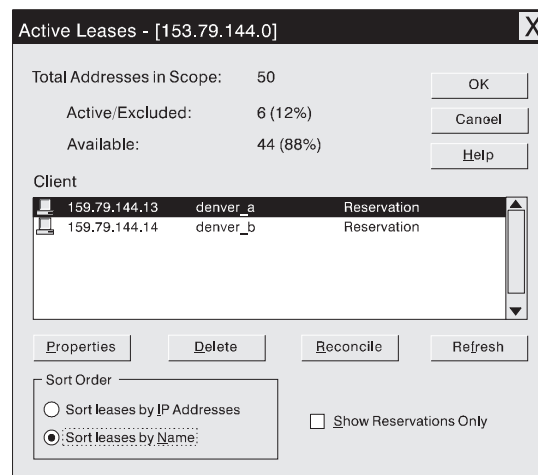 Active Leases - [153.79.144.0]
X
Total Addresses in Scope: 50
Active/Excluded: 6 (12%)
Available: 44 (88%)
OK
Cancel
Help
Client
159.79.144.13 denver_a Reservation
159.79.144.14 denver_b Reservation
Properties
Delete
Reconcile
Refresh
Sort Order
Sort leases by IP Addresses
Sort leases by Name
Show Reservations Only